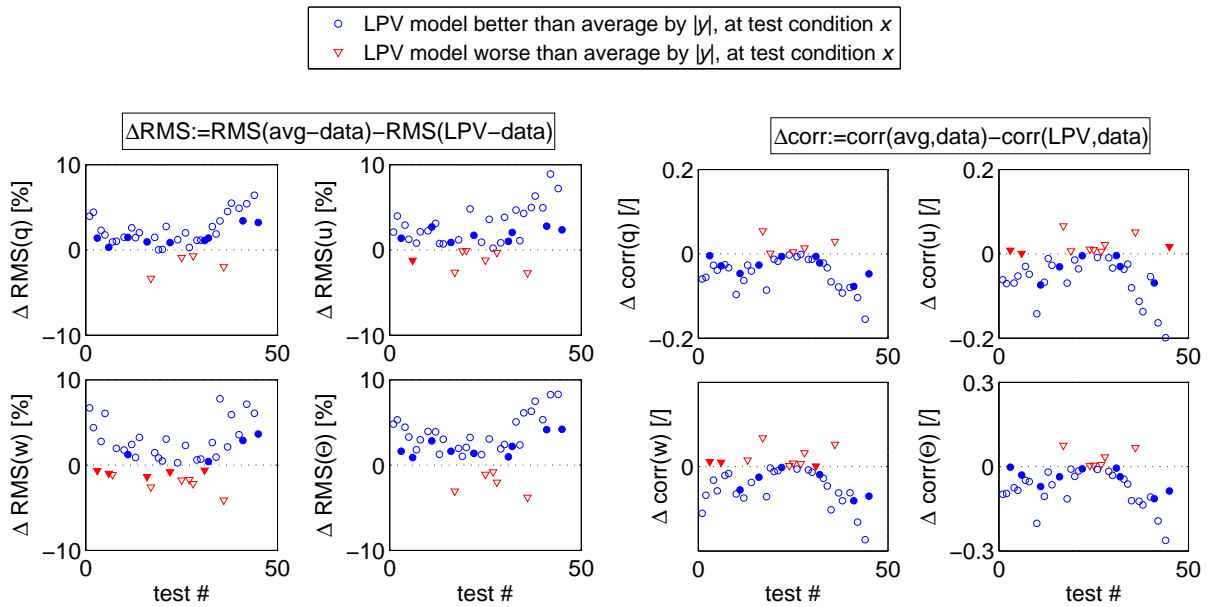 LPV model better than average by |y|, at test condition x
LPV model worse than average by |y|, at test condition x
ΔRMS:=RMS(avg−data)−RMS(LPV−data)
Δcorr:=corr(avg,data)−corr(LPV,data)
Δ RMS(q) [%]
10
0
−10
0
50
Δ RMS(u) [%]
10
0
−10
0
50
Δ corr(q) [/]
0.2
0
−0.2
0
50
Δ corr(u) [/]
0.2
0
−0.2
0
50
Δ RMS(w) [%]
10
0
−10
0
50
test #
Δ RMS(Θ) [%]
10
0
−10
0
50
test #
Δ corr(w) [/]
0
0
50
test #
Δ corr(Θ) [/]
0.3
0
−0.3
0
50
test #